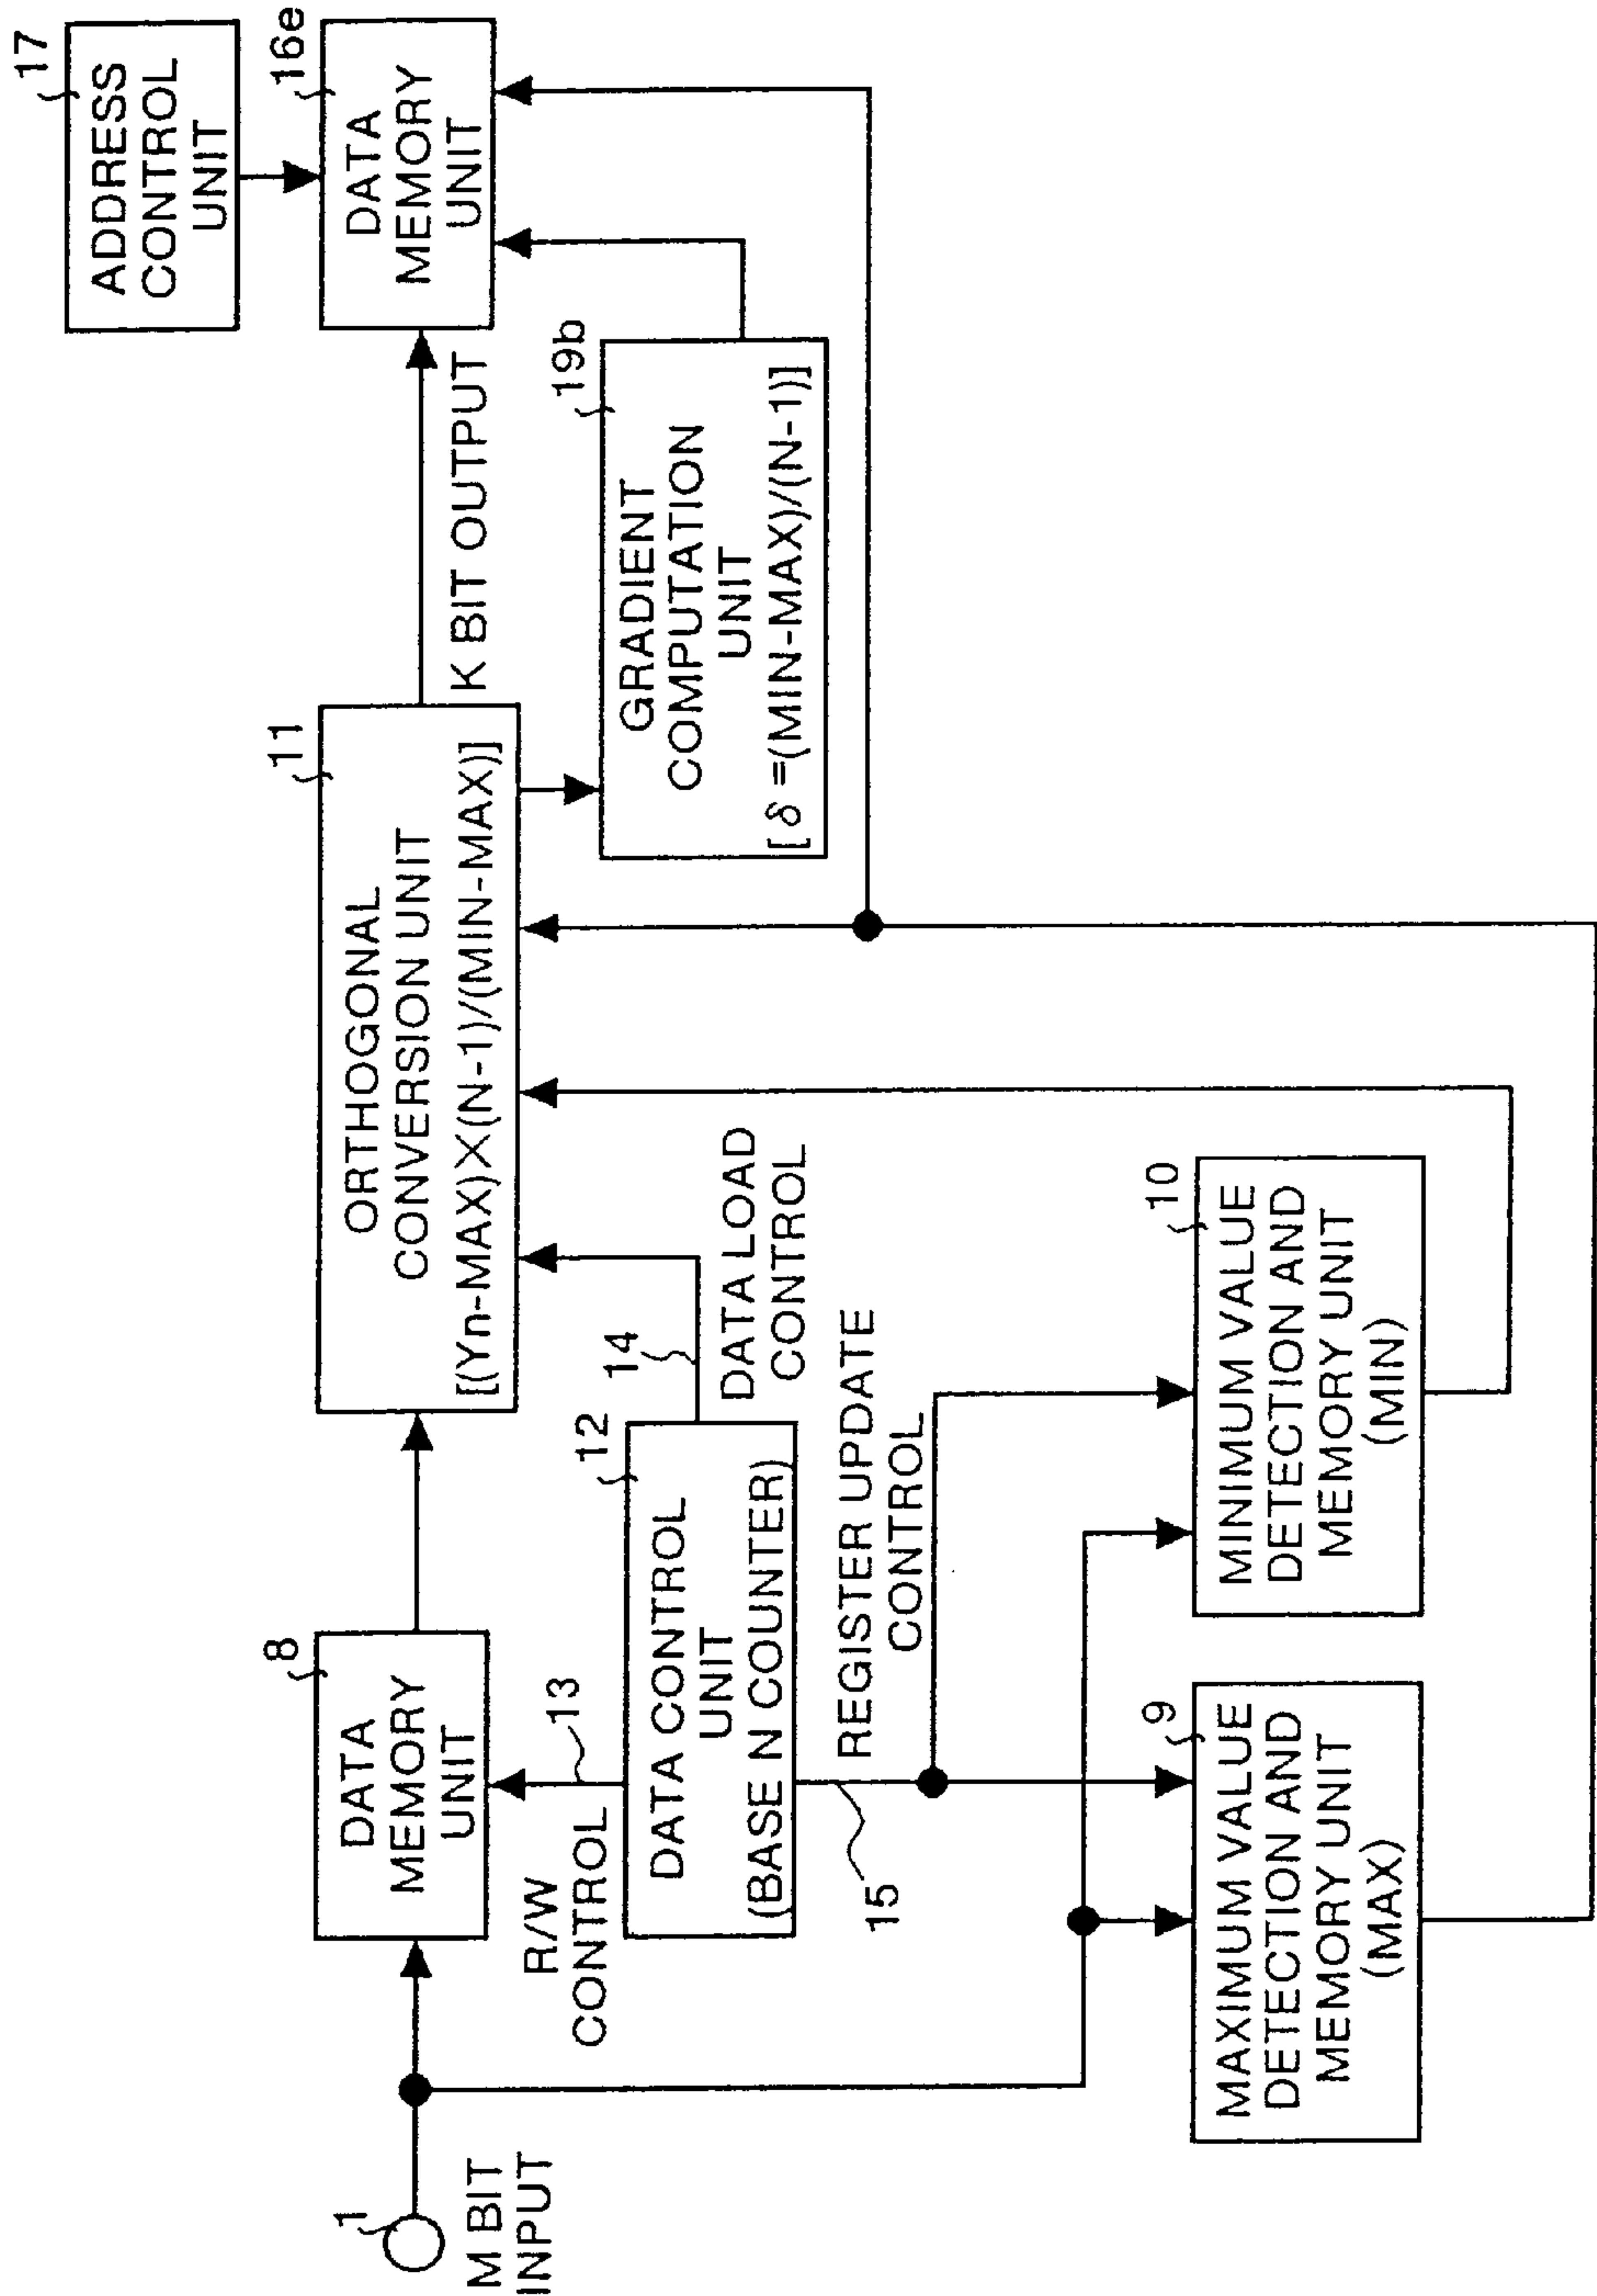 1
M BIT
INPUT
8
DATA
MEMORY
UNIT
R/W
CONTROL
13
12
DATA CONTROL
UNIT
(BASE N COUNTER)
14
DATA LOAD
CONTROL
15
REGISTER UPDATE
CONTROL
9
MAXIMUM VALUE
DETECTION AND
MEMORY UNIT
(MAX)
10
MINIMUM VALUE
DETECTION AND
MEMORY UNIT
(MIN)
11
ORTHOGONAL
CONVERSION UNIT
[(Yn-MAX)×(N-1)/(MIN-MAX)]
K BIT OUTPUT
19b
GRADIENT
COMPUTATION
UNIT
[δ=(MIN-MAX)/(N-1)]
17
ADDRESS
CONTROL
UNIT
16e
DATA
MEMORY
UNIT